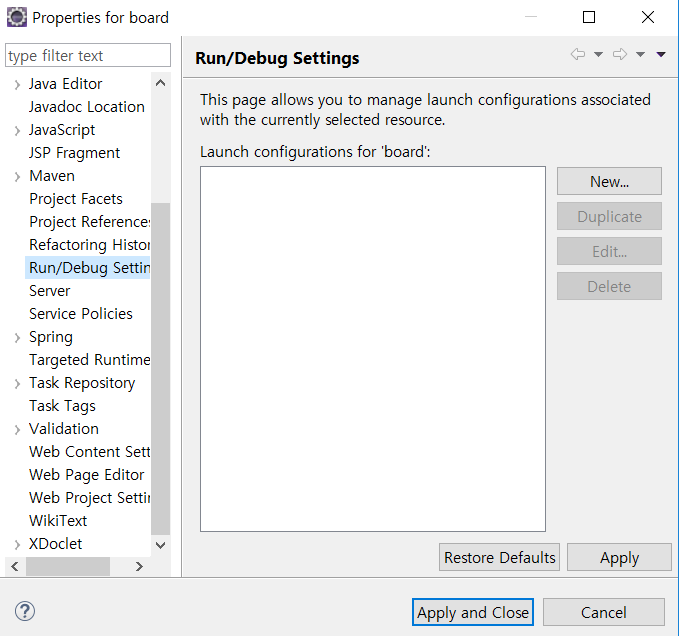 Properties for board
type filter text
Java Editor
Javadoc Location
JavaScript
JSP Fragment
Maven
Project Facets
Project References
Refactoring Histor
Run/Debug Settin
Server
Service Policies
Spring
Targeted Runtime
Task Repository
Task Tags
Validation
Web Content Sett
Web Page Editor
Web Project Settin
WikiText
XDoclet
Run/Debug Settings
This page allows you to manage launch configurations associated
with the currently selected resource.
Launch configurations for 'board':
New...
Duplicate
Edit...
Delete
Restore Defaults
Apply
?
Apply and Close
Cancel